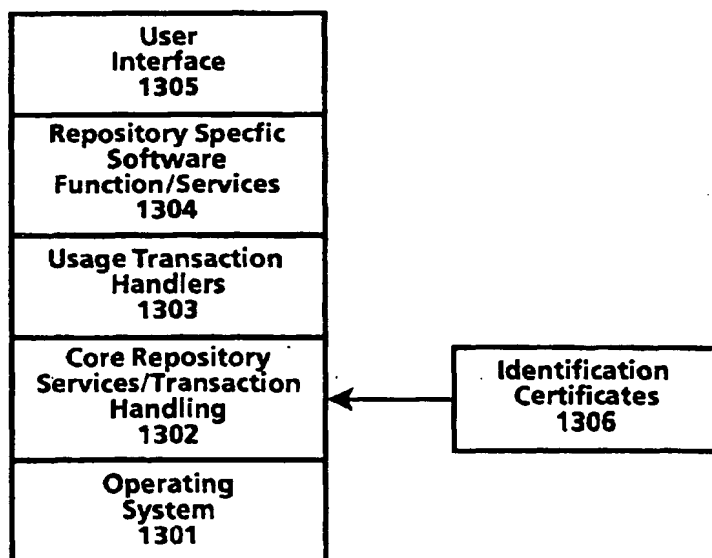 User
Interface
1305
Repository Specfic
Software
Function/Services
1304
Usage Transaction
Handlers
1303
Core Repository
Services/Transaction
Handling
1302
Identification
Certificates
1306
Operating
System
1301